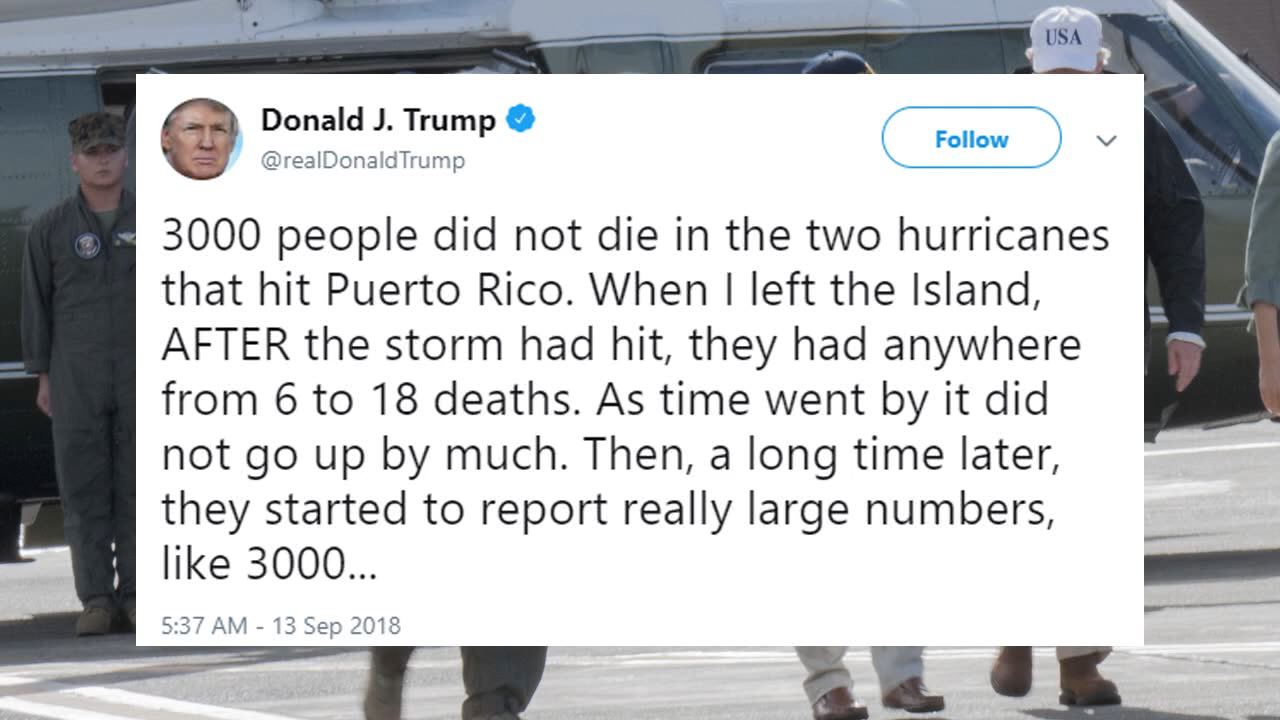 USA
Donald J. Trump
@realDonaldTrump
Follow
3000 people did not die in the two hurricanes
that hit Puerto Rico. When I left the Island,
AFTER the storm had hit, they had anywhere
from 6 to 18 deaths. As time went by it did
not go up by much. Then, a long time later,
they started to report really large numbers,
like 3000...
5:37 AM - 13 Sep 2018